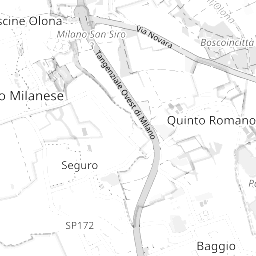 scine Olona
Milano San Siro
Via Novara
Boscoincittà
Tangenziale Ovest di Milano
o Milanese
Quinto Romano
Seguro
SP172
Baggio